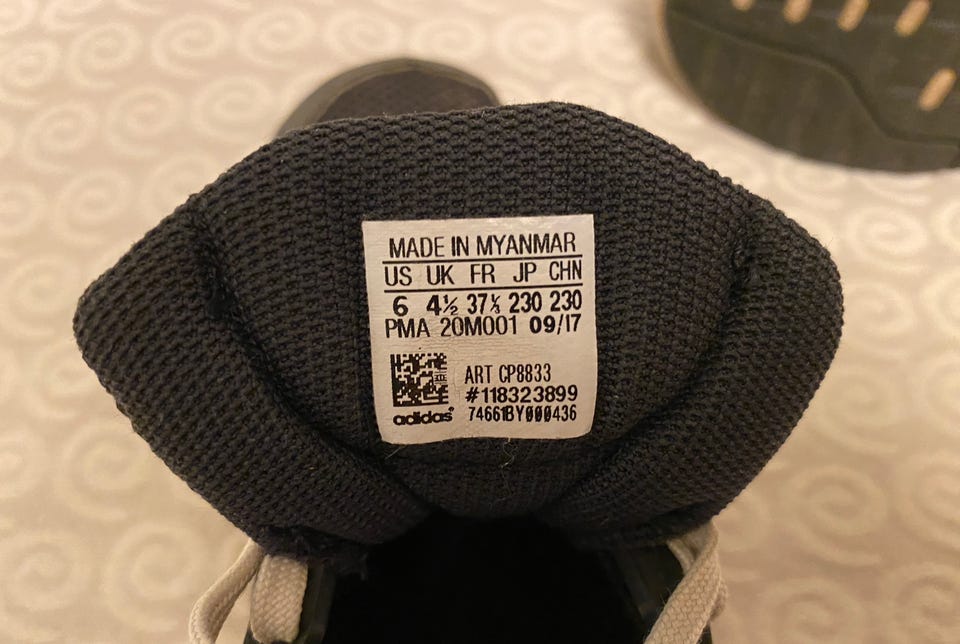 MADE IN MYANMAR
US UK FR JP CHN
6 4½ 37⅓ 230 230
PMA 20M001 09/17
ART CP8833
#118323899
adidas 74661BY000436